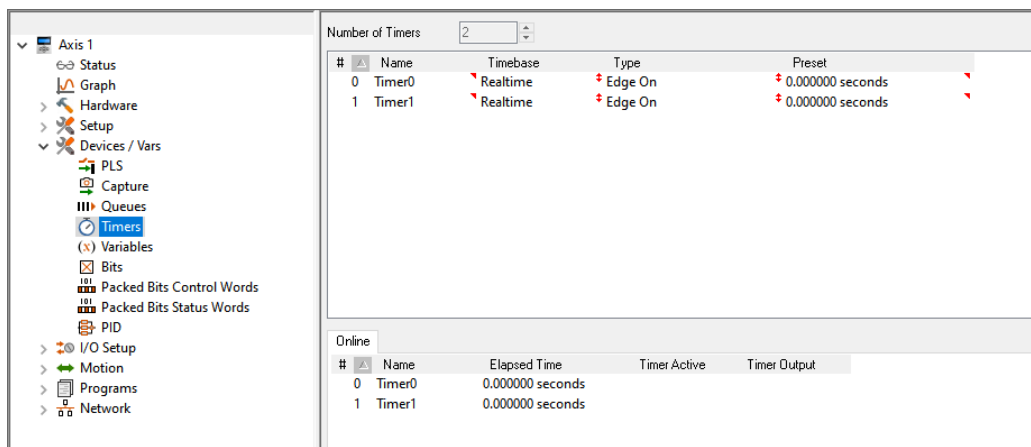 Axis 1
Status
Graph
Hardware
Setup
Devices / Vars
PLS
Capture
Queues
Timers
(x) Variables
Bits
Packed Bits Control Words
Packed Bits Status Words
PID
I/O Setup
Motion
Programs
Network
Number of Timers 2
# Name Timebase Type Preset
0 Timer0 Realtime Edge On 0.000000 seconds
1 Timer1 Realtime Edge On 0.000000 seconds
Online
# Name Elapsed Time Timer Active Timer Output
0 Timer0 0.000000 seconds
1 Timer1 0.000000 seconds